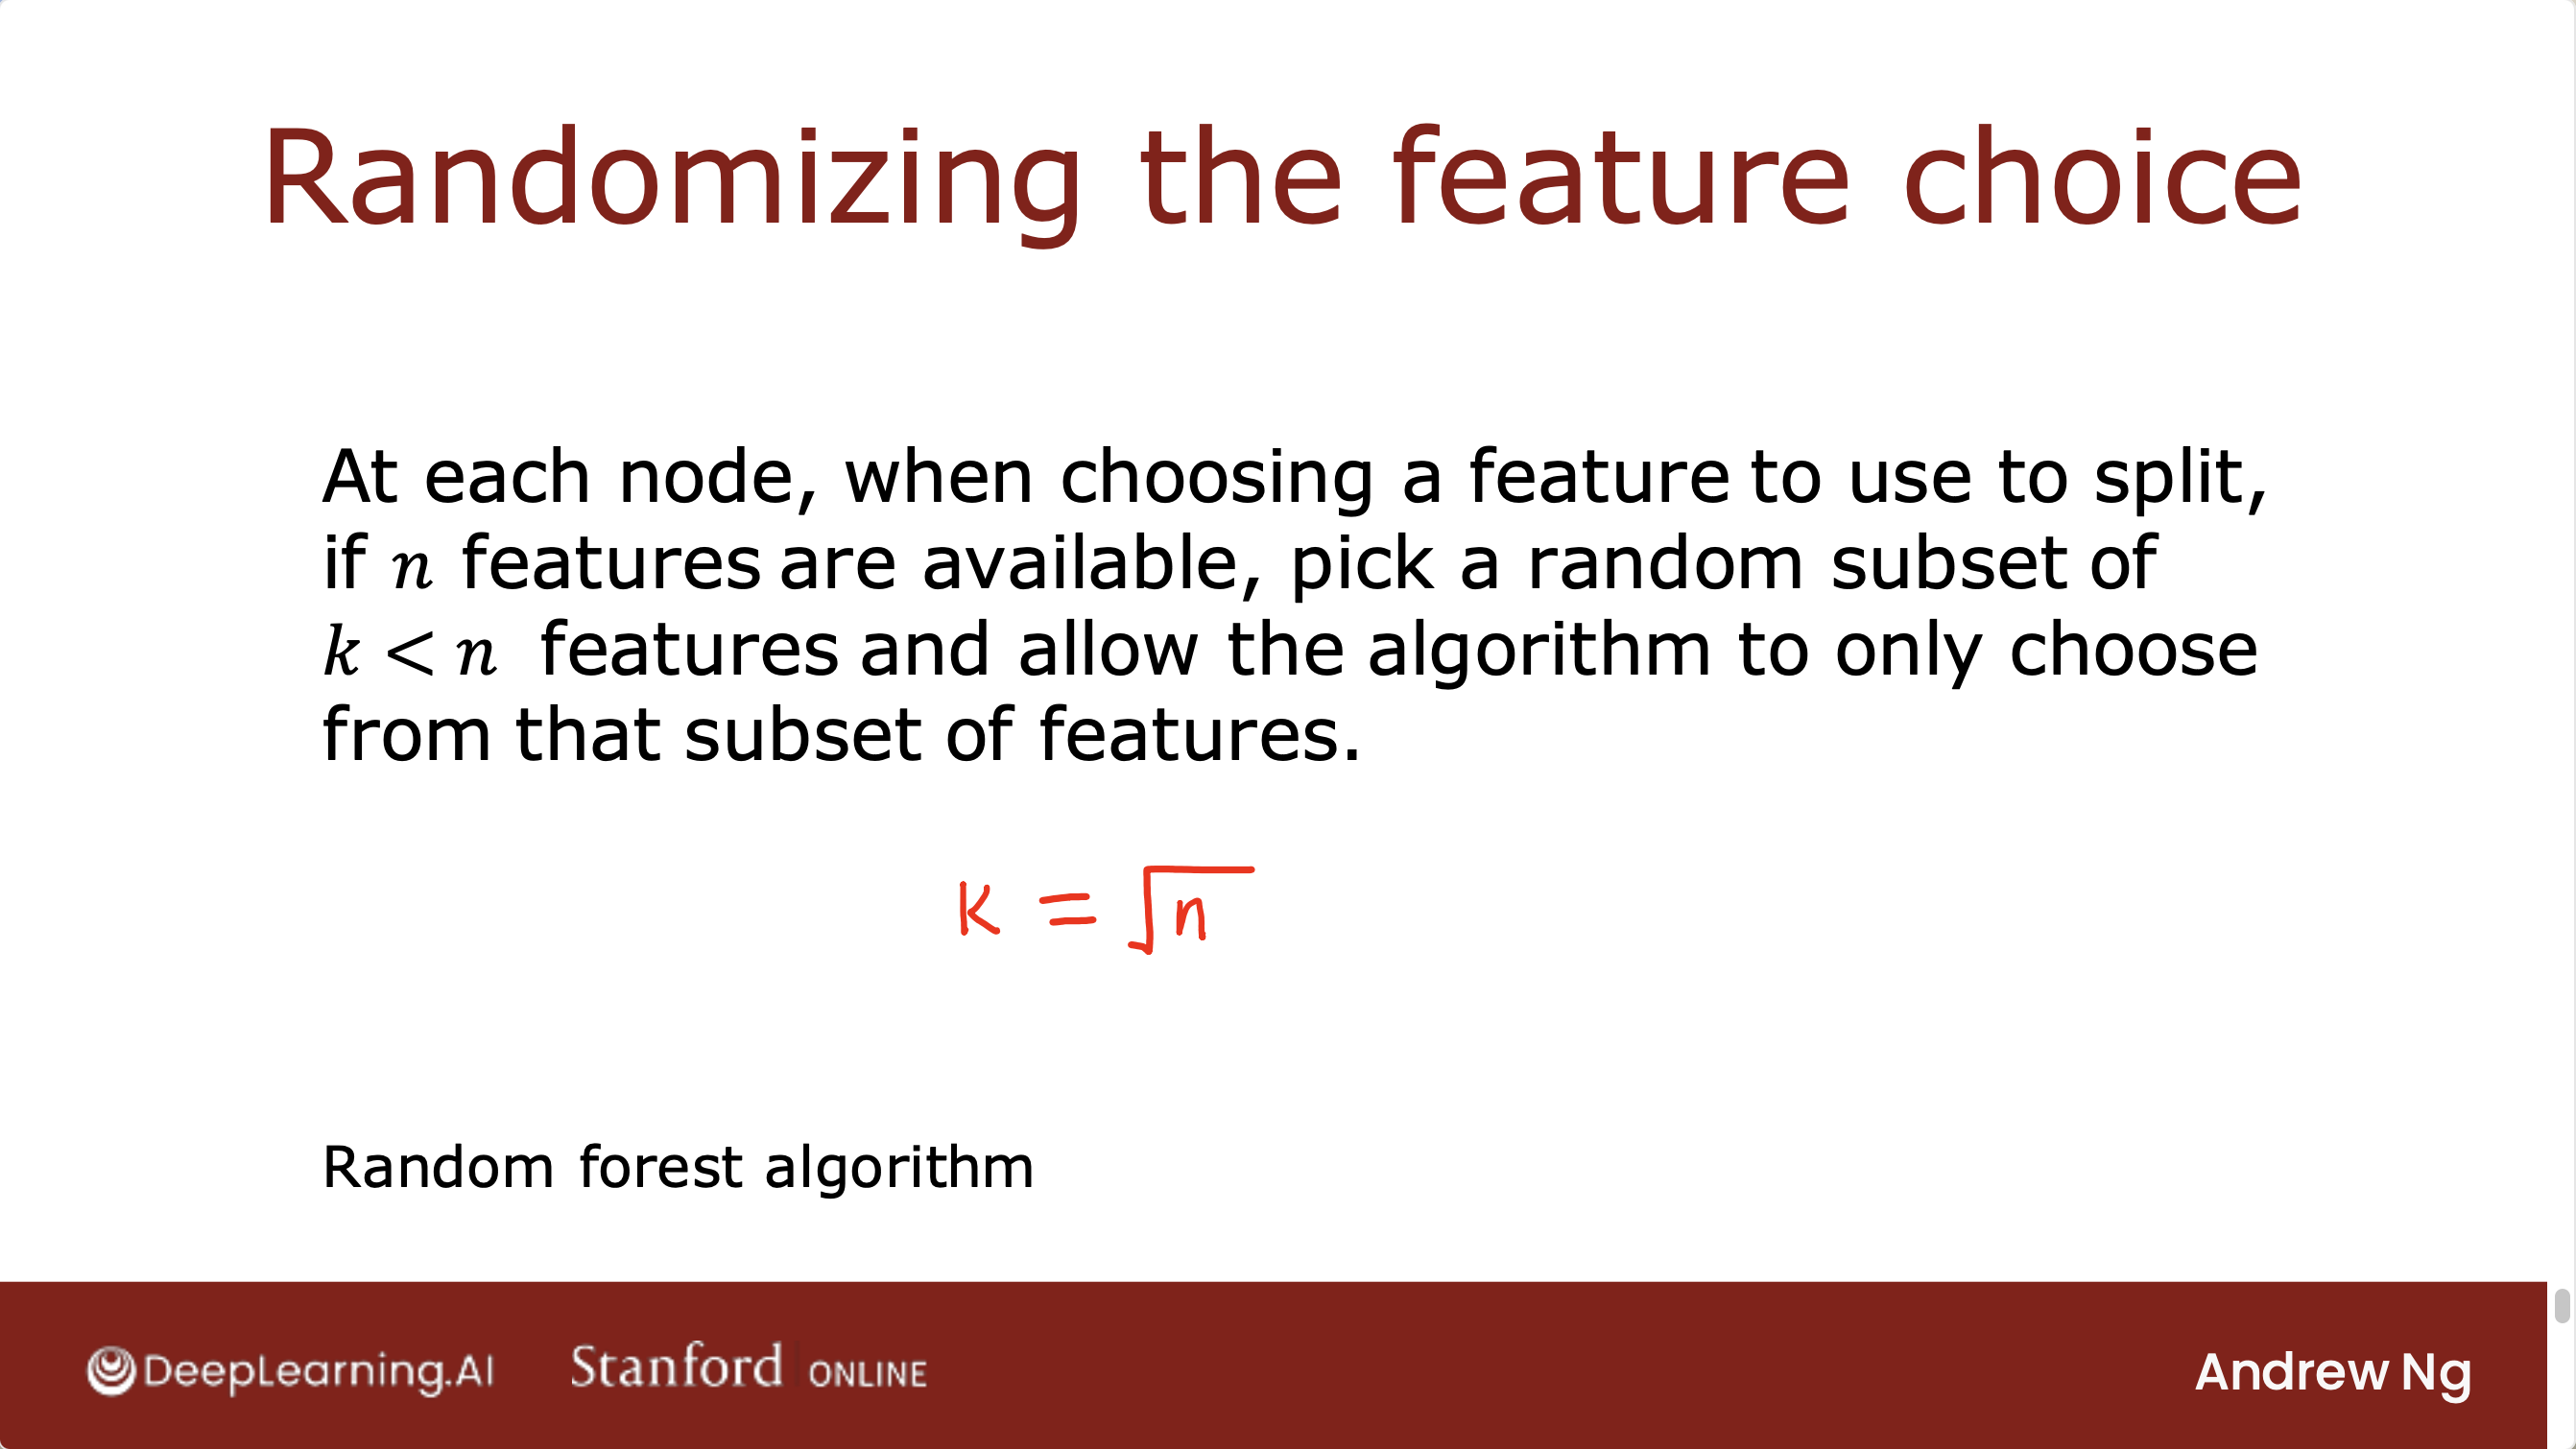 Randomizing the feature choice
At each node, when choosing a feature to use to split,
if n features are available, pick a random subset of
k < n features and allow the algorithm to only choose
from that subset of features.
K = √n
Random forest algorithm
DeepLearning.AI Stanford ONLINE Andrew Ng